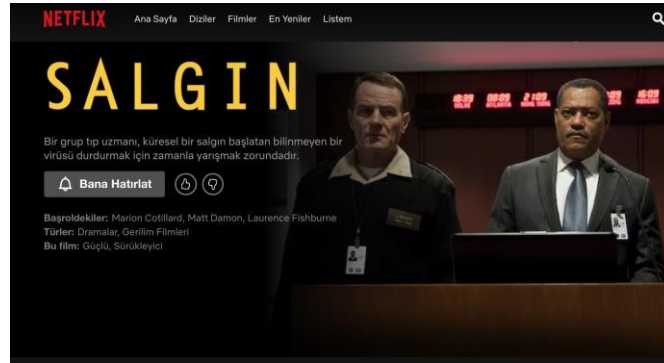 NETFLIX Ana Sayfa Diziler Filmler En Yeniler Listem
SALGIN
Bir grup tıp uzmanı, küresel bir salgın başlatan bilinmeyen bir
virüsü durdurmak için zamanla yarışmak zorundadır.
Bana Hatırlat
Başroldekiler: Marion Cotillard, Matt Damon, Laurence Fishburne
Türler: Dramalar, Gerilim Filmleri
Bu film: Güçlü, Sürükleyici